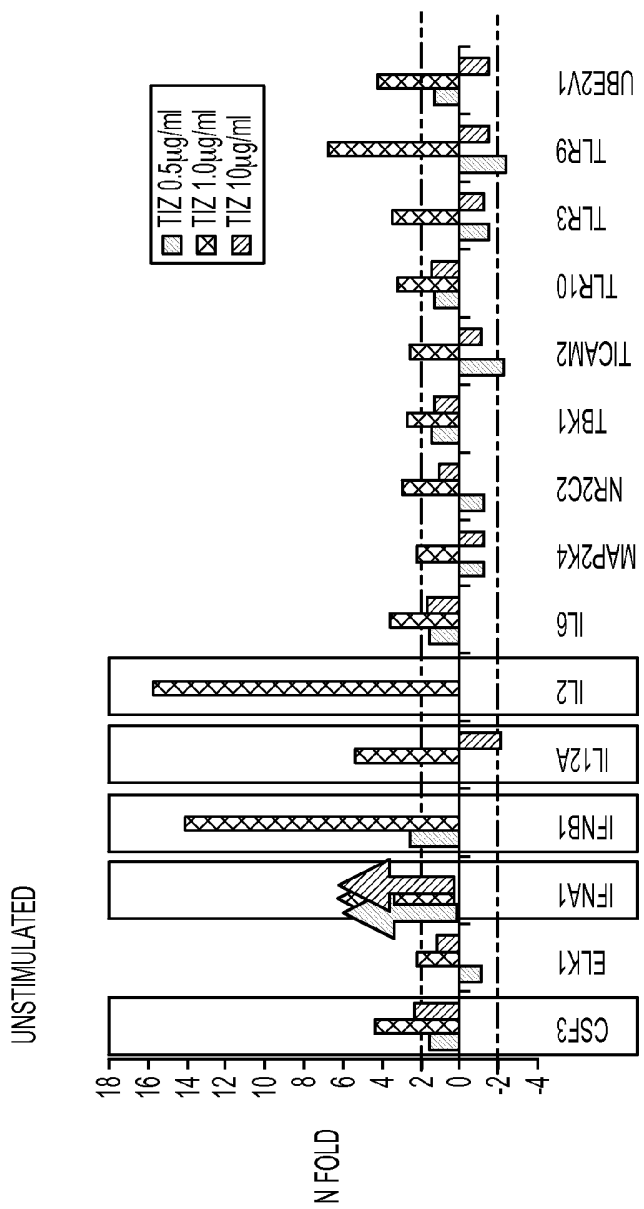 UNSTIMULATED
TIZ 0.5µg/ml
TIZ 1.0µg/ml
TIZ 10µg/ml
N FOLD
18
16
14
12
10
8
6
4
2
0
-2
-4
CSF3
ELK1
IFNA1
IFNB1
IL12A
IL2
IL6
MAP2K4
NR2C2
TBK1
TICAM2
TLR10
TLR3
TLR9
UBE2V1